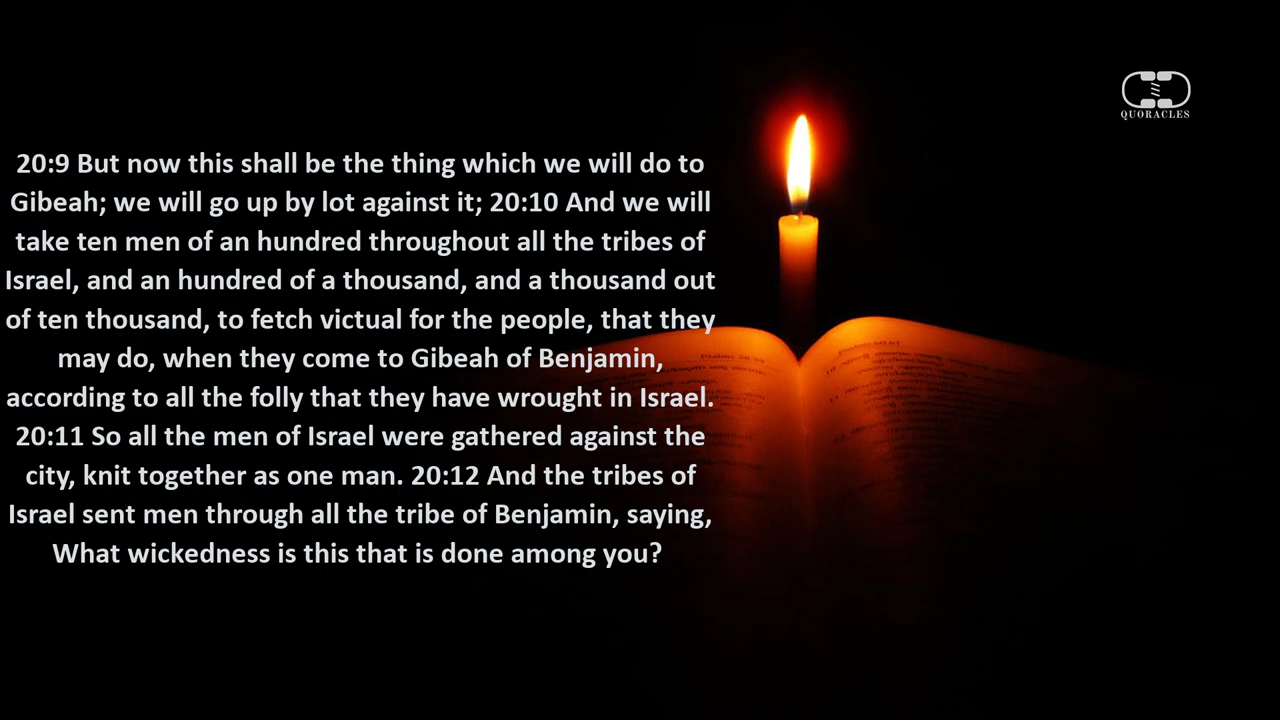 QUORACLES
20:9 But now this shall be the thing which we will do to
Gibeah; we will go up by lot against it; 20:10 And we will
take ten men of an hundred throughout all the tribes of
Israel, and an hundred of a thousand, and a thousand out
of ten thousand, to fetch victual for the people, that they
may do, when they come to Gibeah of Benjamin,
according to all the folly that they have wrought in Israel.
20:11 So all the men of Israel were gathered against the
city, knit together as one man. 20:12 And the tribes of
Israel sent men through all the tribe of Benjamin, saying,
What wickedness is this that is done among you?